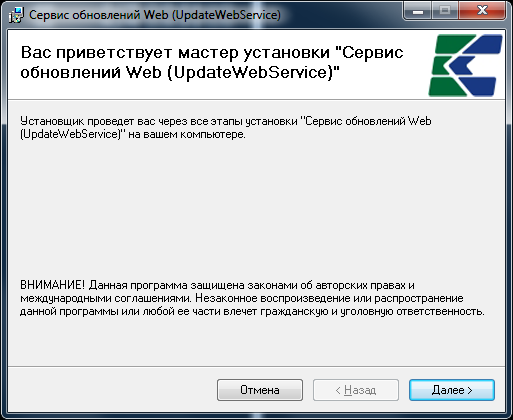 Сервис обновлений Web (UpdateWebService)
Вас приветствует мастер установки "Сервис
обновлений Web (UpdateWebService)"
Установщик проведет вас через все этапы установки "Сервис обновлений Web
(UpdateWebService)" на вашем компьютере.
ВНИМАНИЕ! Данная программа защищена законами об авторских правах и
международными соглашениями. Незаконное воспроизведение или распространение
данной программы или любой ее части влечет гражданскую и уголовную ответственность.
Отмена
< Назад
Далее >